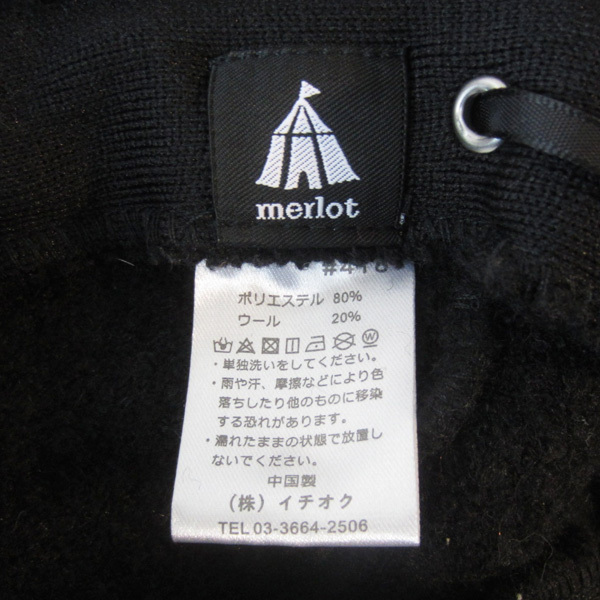 merlot
ポリエステル 80%
ウール 20%
・単独洗いをしてください。
・雨や汗、摩擦などにより色
落ちしたり他のものに移染
する恐れがあります。
・濡れたままの状態で放置し
ないでください。
中国製
(株) イチオク
TEL 03-3664-2506